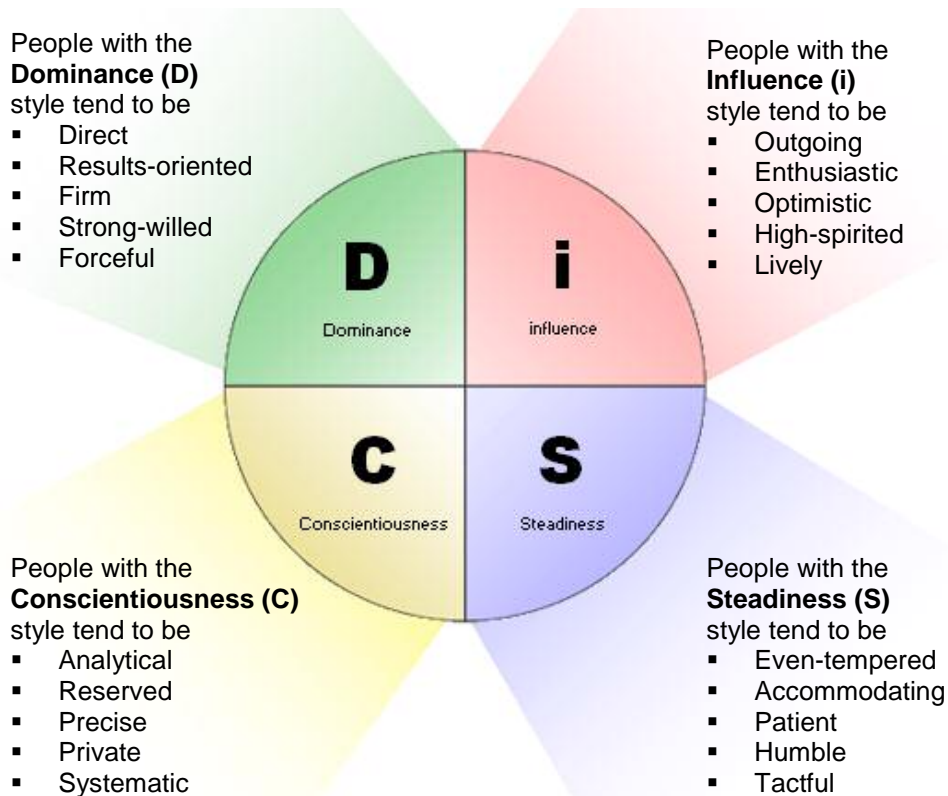 People with the
Dominance (D)
style tend to be
▪ Direct
▪ Results-oriented
▪ Firm
▪ Strong-willed
▪ Forceful
People with the
Influence (i)
style tend to be
▪ Outgoing
▪ Enthusiastic
▪ Optimistic
▪ High-spirited
▪ Lively
D
Dominance
i
influence
C
Conscientiousness
S
Steadiness
People with the
Conscientiousness (C)
style tend to be
▪ Analytical
▪ Reserved
▪ Precise
▪ Private
▪ Systematic
People with the
Steadiness (S)
style tend to be
▪ Even-tempered
▪ Accommodating
▪ Patient
▪ Humble
▪ Tactful